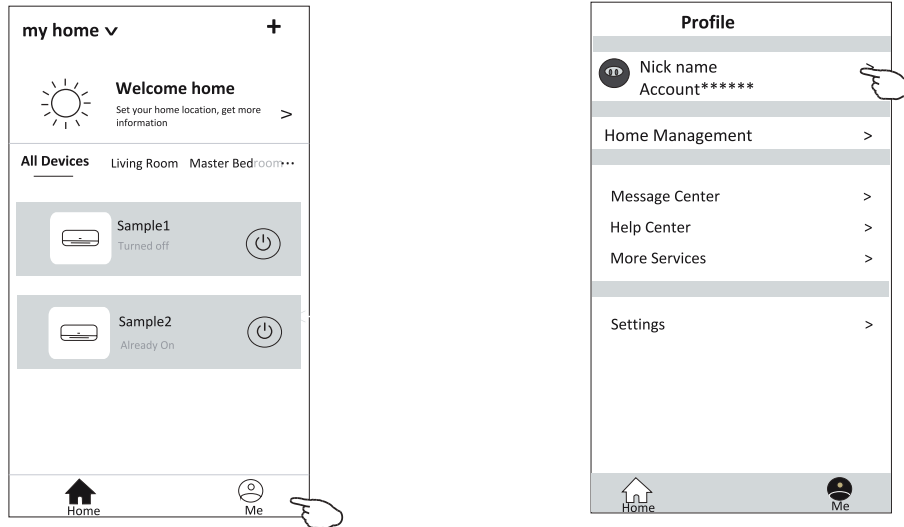 my home
+
Welcome home
Set your home location, get more
information
>
All Devices Living Room Master Bedroom...
Sample1
Turned off
Sample2
Already On
Home Me
Profile
Nick name
Account******
Home Management >
Message Center >
Help Center >
More Services >
Settings >
Home Me